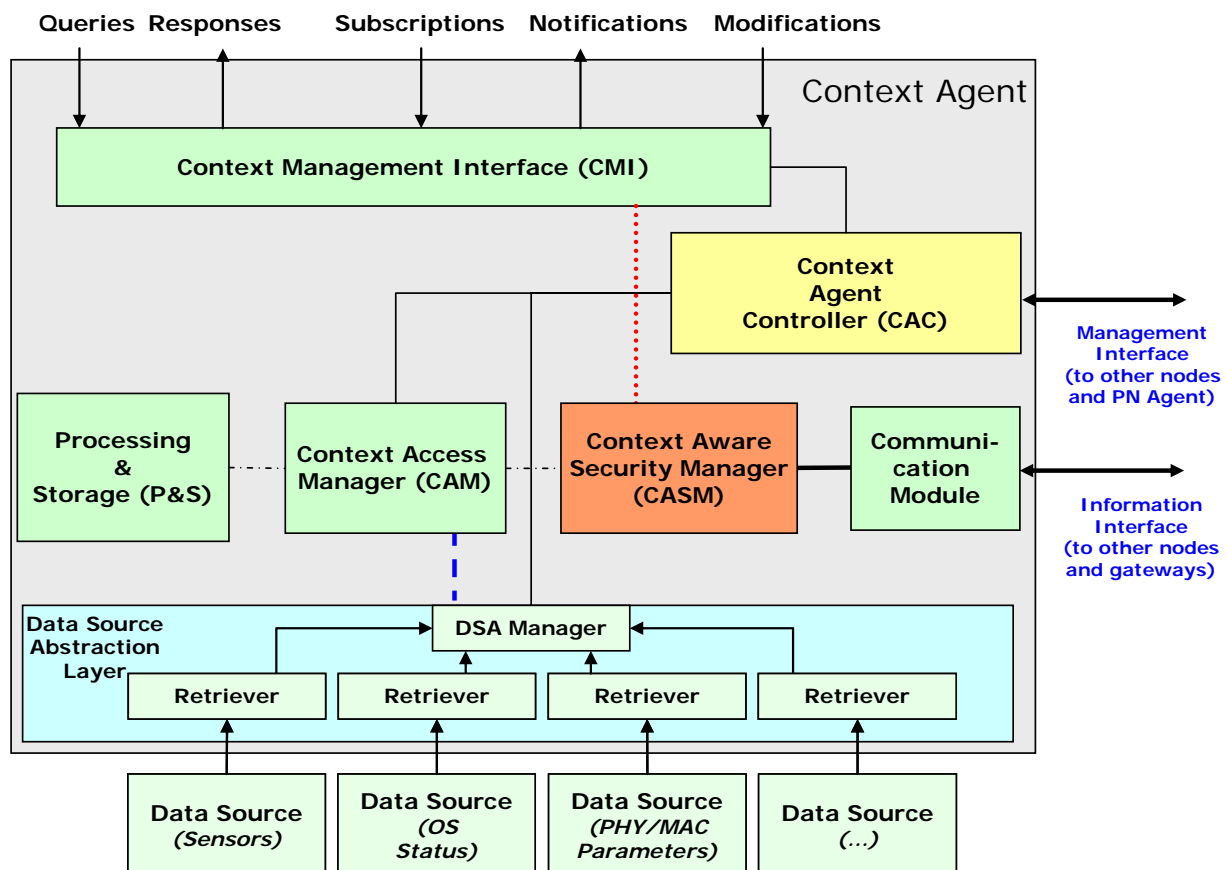 Queries Responses Subscriptions Notifications Modifications
Context Agent
Context Management Interface (CMI)
Context
Agent
Controller (CAC)
Management
Interface
(to other nodes
and PN Agent)
Processing
&
Storage (P&S)
Context Access
Manager (CAM)
Context Aware
Security Manager
(CASM)
Communi-
cation
Module
Information
Interface
(to other nodes
and gateways)
Data Source
Abstraction
Layer
DSA Manager
Retriever Retriever Retriever Retriever
Data Source
(Sensors)
Data Source
(OS
Status)
Data Source
(PHY/MAC
Parameters)
Data Source
(...)